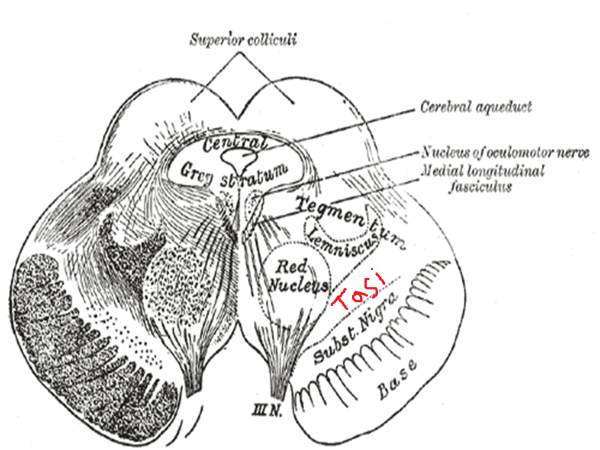 Superior colliculi
Cerebral aqueduct
Central
Grey stratum
Nucleus of oculomotor nerve
Medial longitudinal
fasciculus
Tegmentum
Lemniscus
Red
Nucleus
Tasi
Subst. Nigra
Base
III N.